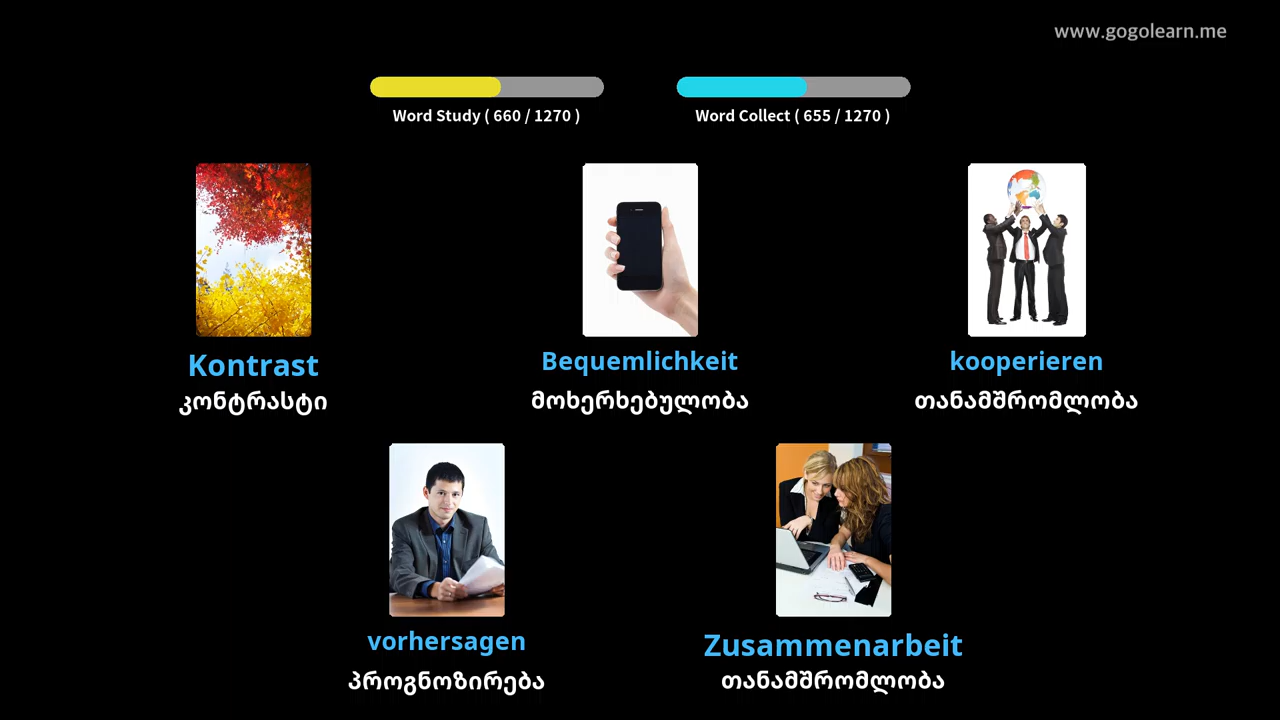 www.gogolearn.me
Word Study ( 660 / 1270 )
Word Collect ( 655 / 1270 )
Kontrast
კონტრასტი
Bequemlichkeit
მოხერხებულობა
kooperieren
თანამშრომლობა
vorhersagen
პროგნოზირება
Zusammenarbeit
თანამშრომლობა